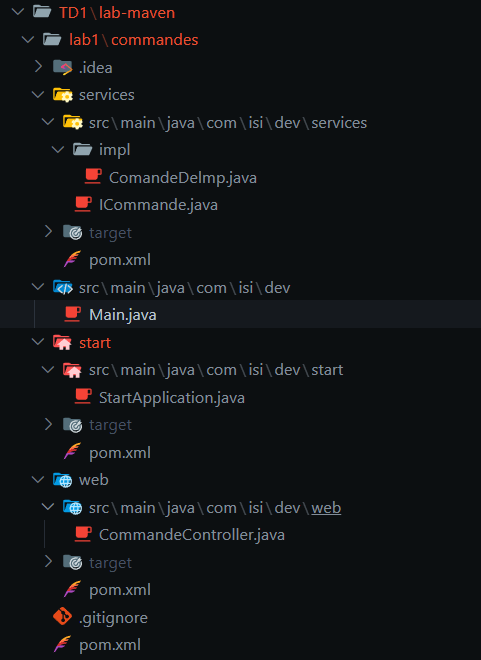 TD1\lab-maven
lab1\commandes
.idea
services
src\main\java\com\isi\dev\services
impl
ComandeDeImp.java
ICommande.java
target
pom.xml
src\main\java\com\isi\dev
Main.java
start
src\main\java\com\isi\dev\start
StartApplication.java
target
pom.xml
web
src\main\java\com\isi\dev\web
CommandeController.java
target
pom.xml
.gitignore
pom.xml